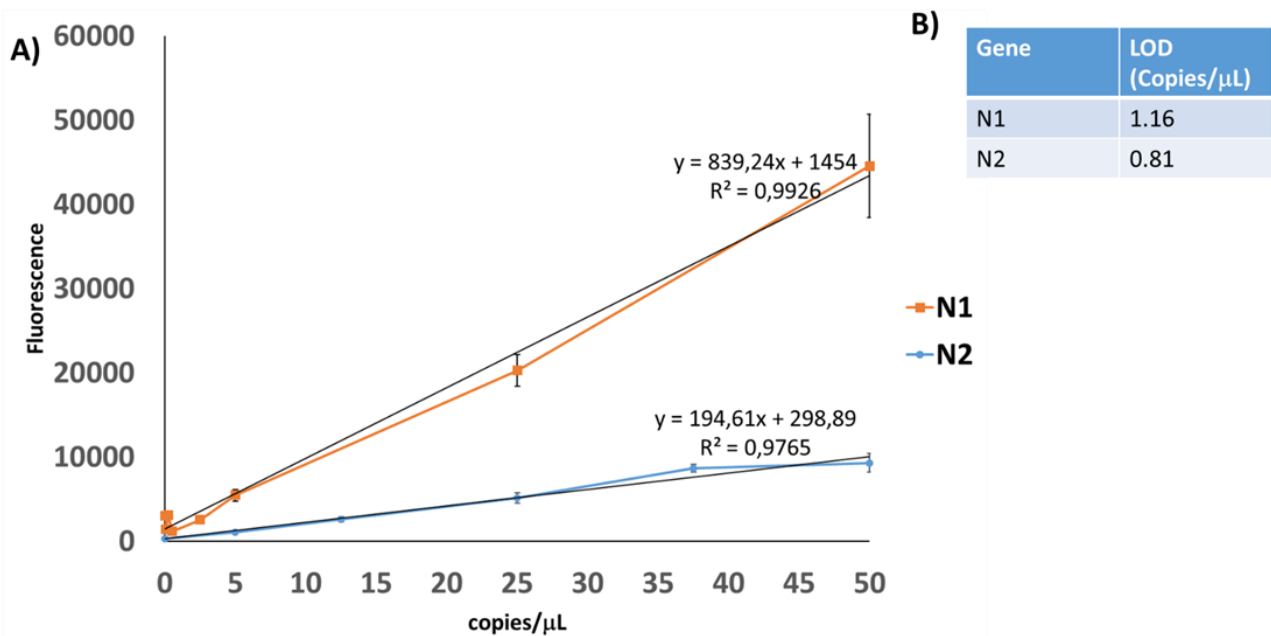 A)
60000
50000
40000
30000
20000
10000
0
Fluorescence
0 5 10 15 20 25 30 35 40 45 50
copies/μL
y = 839,24x + 1454
R² = 0,9926
y = 194,61x + 298,89
R² = 0,9765
N1
N2
B)
Gene LOD
(Copies/μL)
N1 1.16
N2 0.81